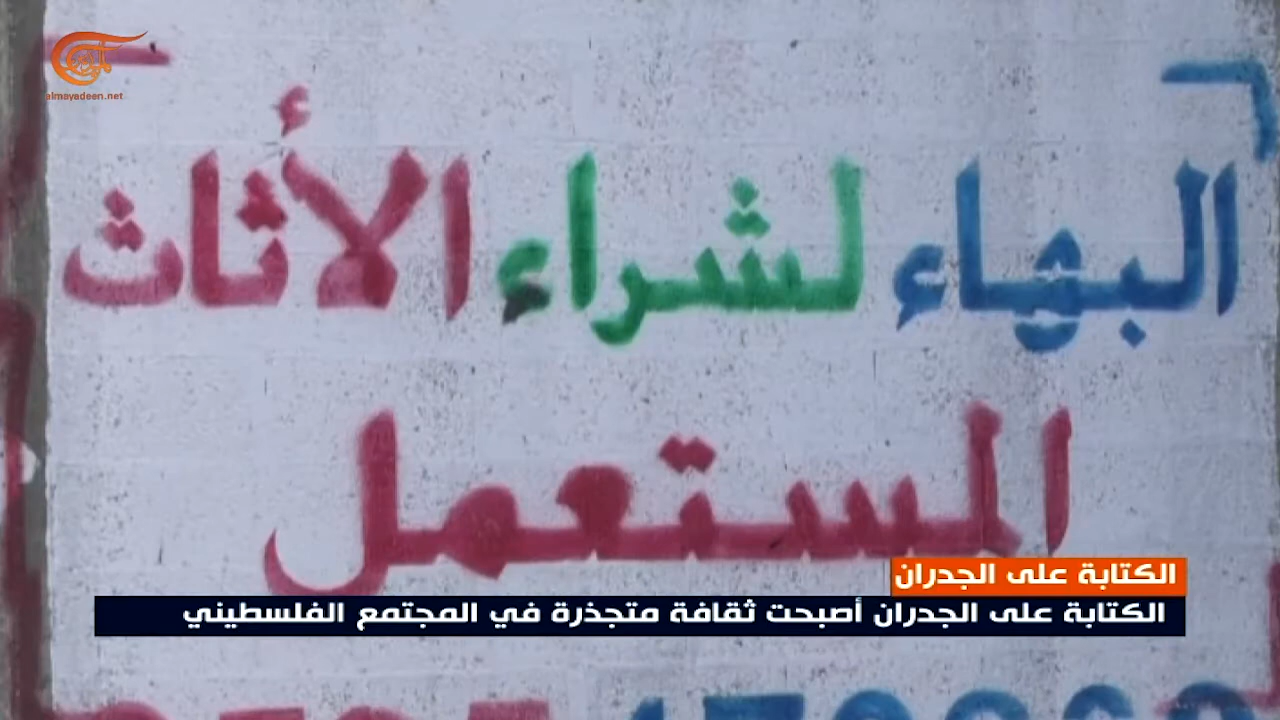 almayadeen.net
البهاء لشراء الأثاث
المستعمل
الكتابة على الجدران
الكتابة على الجدران أصبحت ثقافة متجذرة في المجتمع الفلسطيني